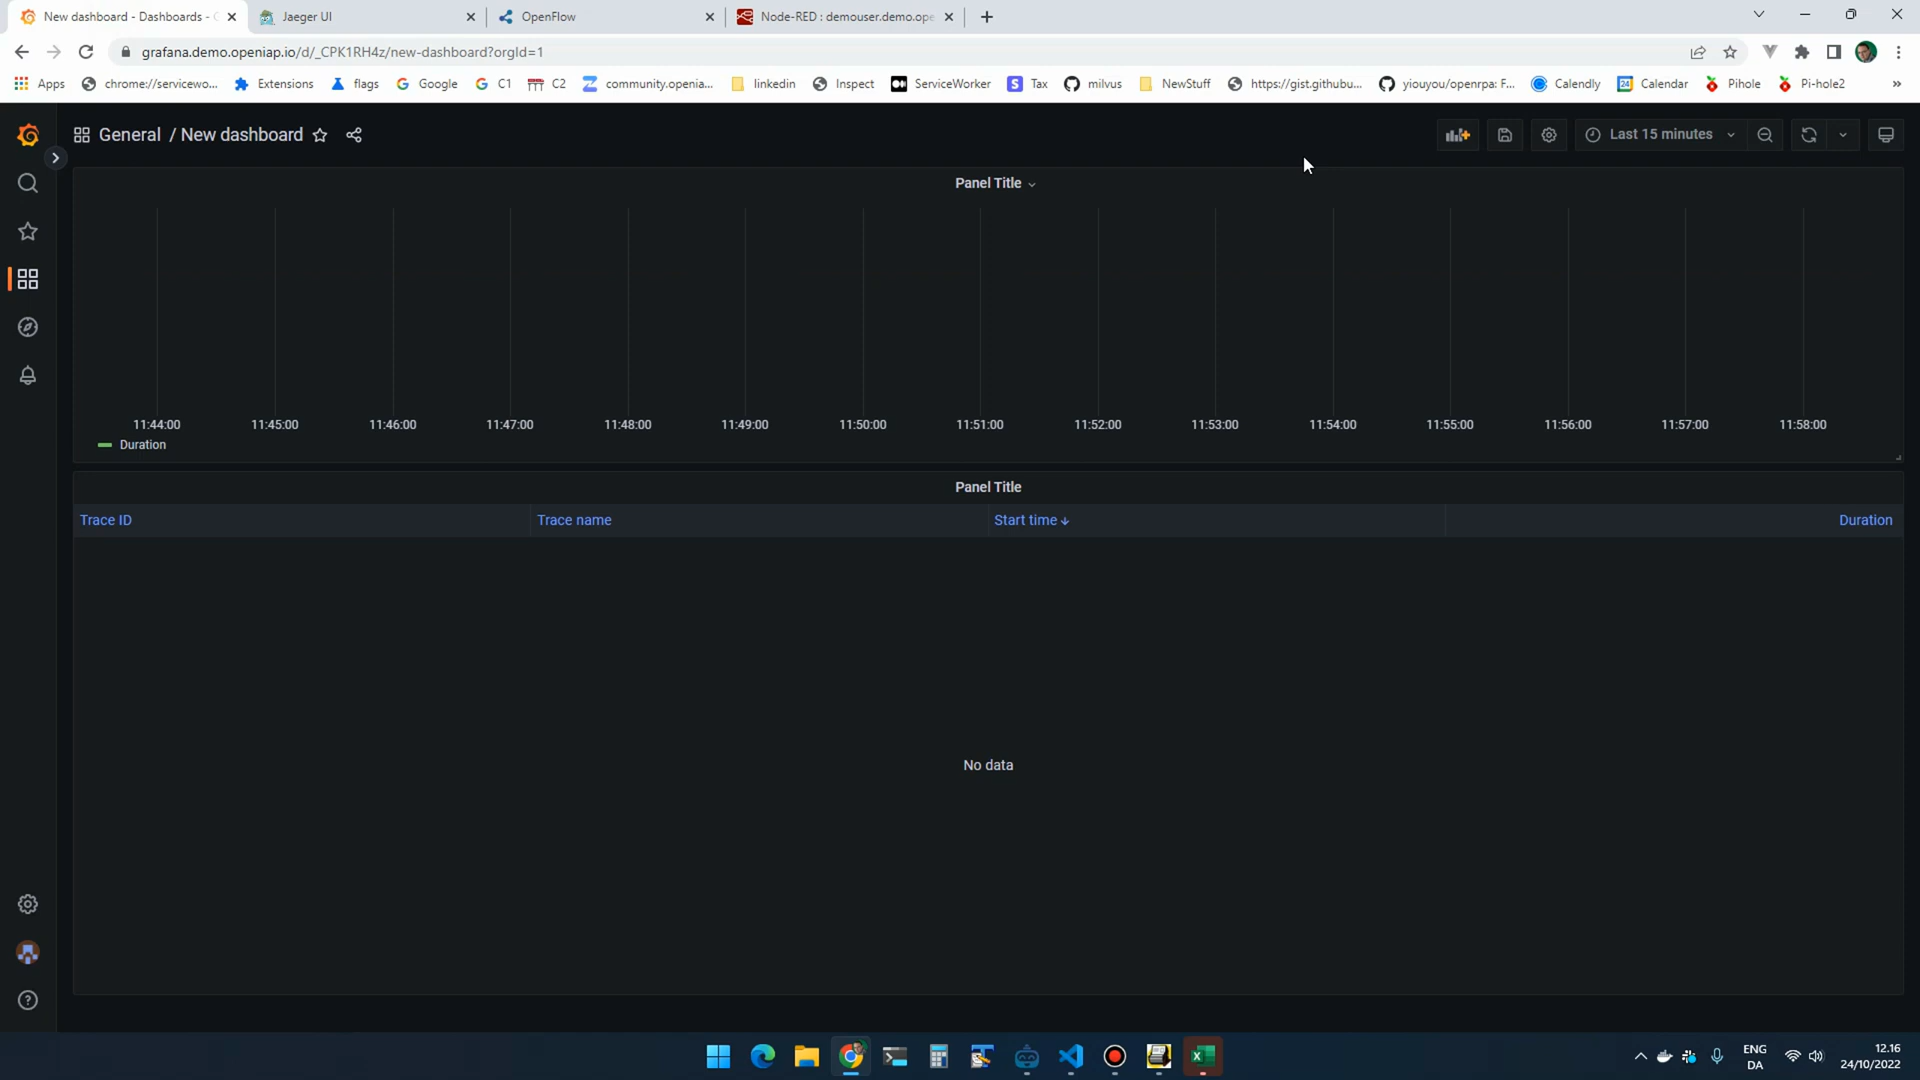 New dashboard - Dashboards -
Jaeger UI
OpenFlow
Node-RED : demouser.demo.ope
grafana.demo.openiap.io/d/_CPK1RH4z/new-dashboard?orgId=1
Apps
chrome://servicewo...
Extensions
flags
Google
C1
C2
community.openia...
linkedin
Inspect
ServiceWorker
Tax
milvus
NewStuff
https://gist.githubu...
yiouyou/openrpa: F...
Calendly
Calendar
Pihole
Pi-hole2
»
General / New dashboard
Last 15 minutes
Panel Title
11:44:00 11:45:00 11:46:00 11:47:00 11:48:00 11:49:00 11:50:00 11:51:00 11:52:00 11:53:00 11:54:00 11:55:00 11:56:00 11:57:00 11:58:00
Duration
Panel Title
Trace ID Trace name Start time Duration
No data
ENG
DA
12.16
24/10/2022